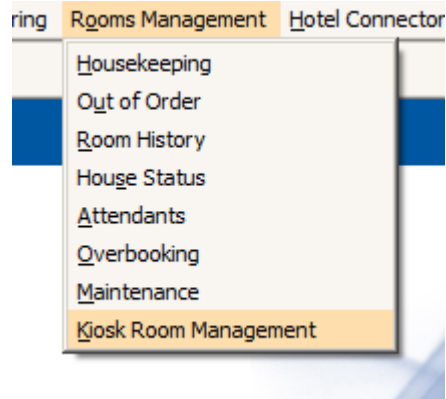 ring Rooms Management Hotel Connector
Housekeeping
Out of Order
Room History
House Status
Attendants
Overbooking
Maintenance
Kiosk Room Management